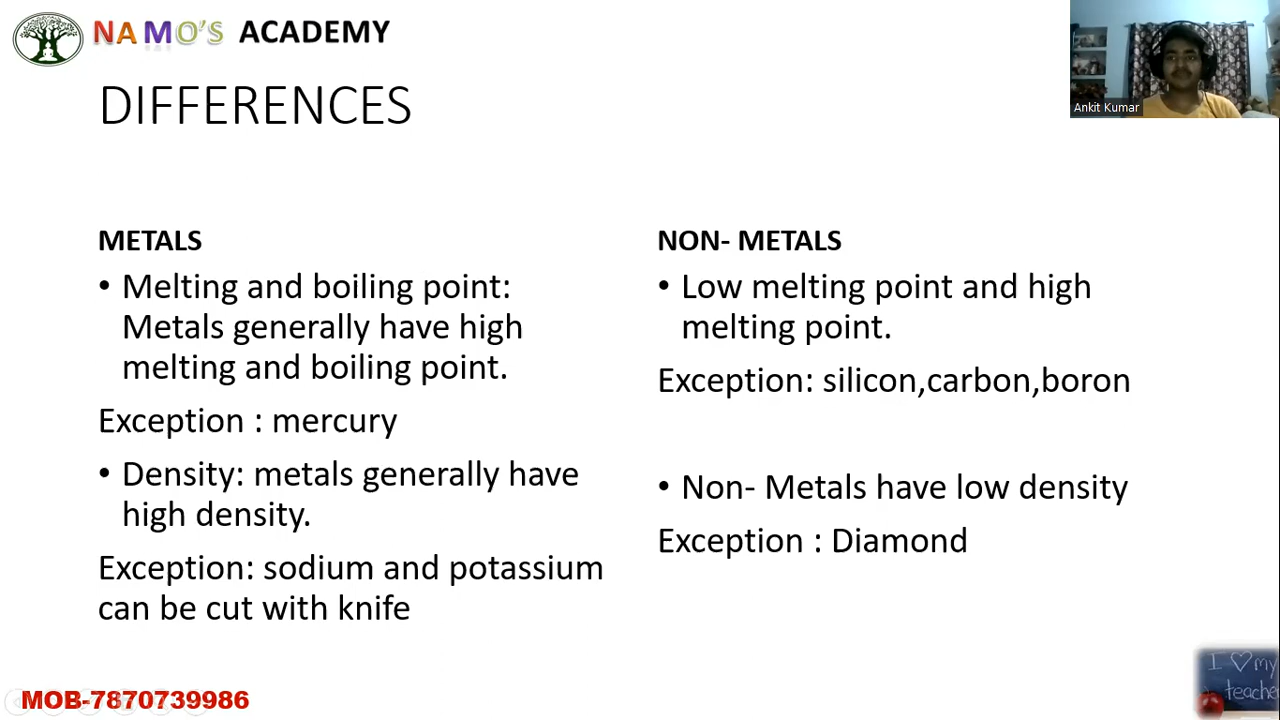 NAMO'S ACADEMY
Ankit Kumar
DIFFERENCES
METALS
• Melting and boiling point:
Metals generally have high
melting and boiling point.
Exception : mercury
• Density: metals generally have
high density.
Exception: sodium and potassium
can be cut with knife
NON- METALS
• Low melting point and high
melting point.
Exception: silicon,carbon,boron
• Non- Metals have low density
Exception : Diamond
MOB-7870739986
I ♡ my
teache